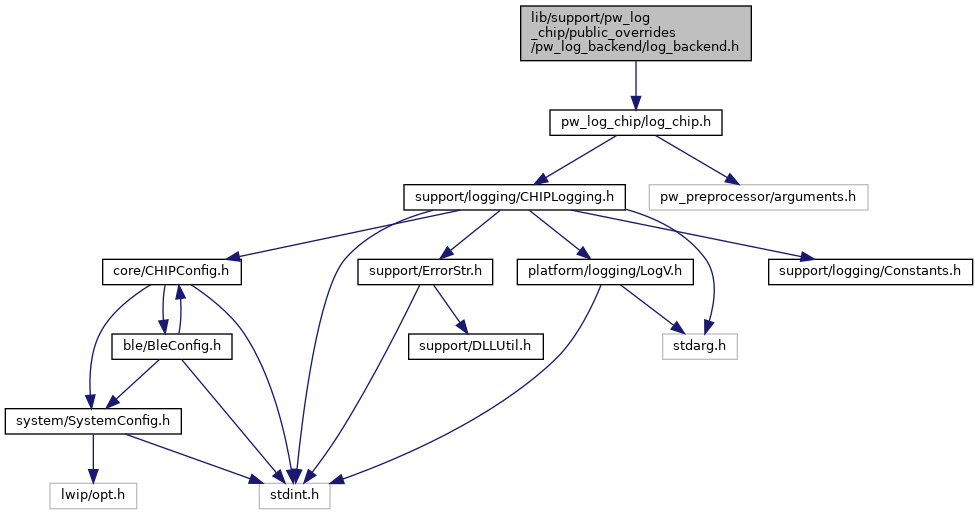 lib/support/pw_log
_chip/public_overrides
/pw_log_backend/log_backend.h
pw_log_chip/log_chip.h
support/logging/CHIPLogging.h
pw_preprocessor/arguments.h
core/CHIPConfig.h
support/ErrorStr.h
platform/logging/LogV.h
support/logging/Constants.h
ble/BleConfig.h
support/DLLUtil.h
stdarg.h
system/SystemConfig.h
lwip/opt.h
stdint.h